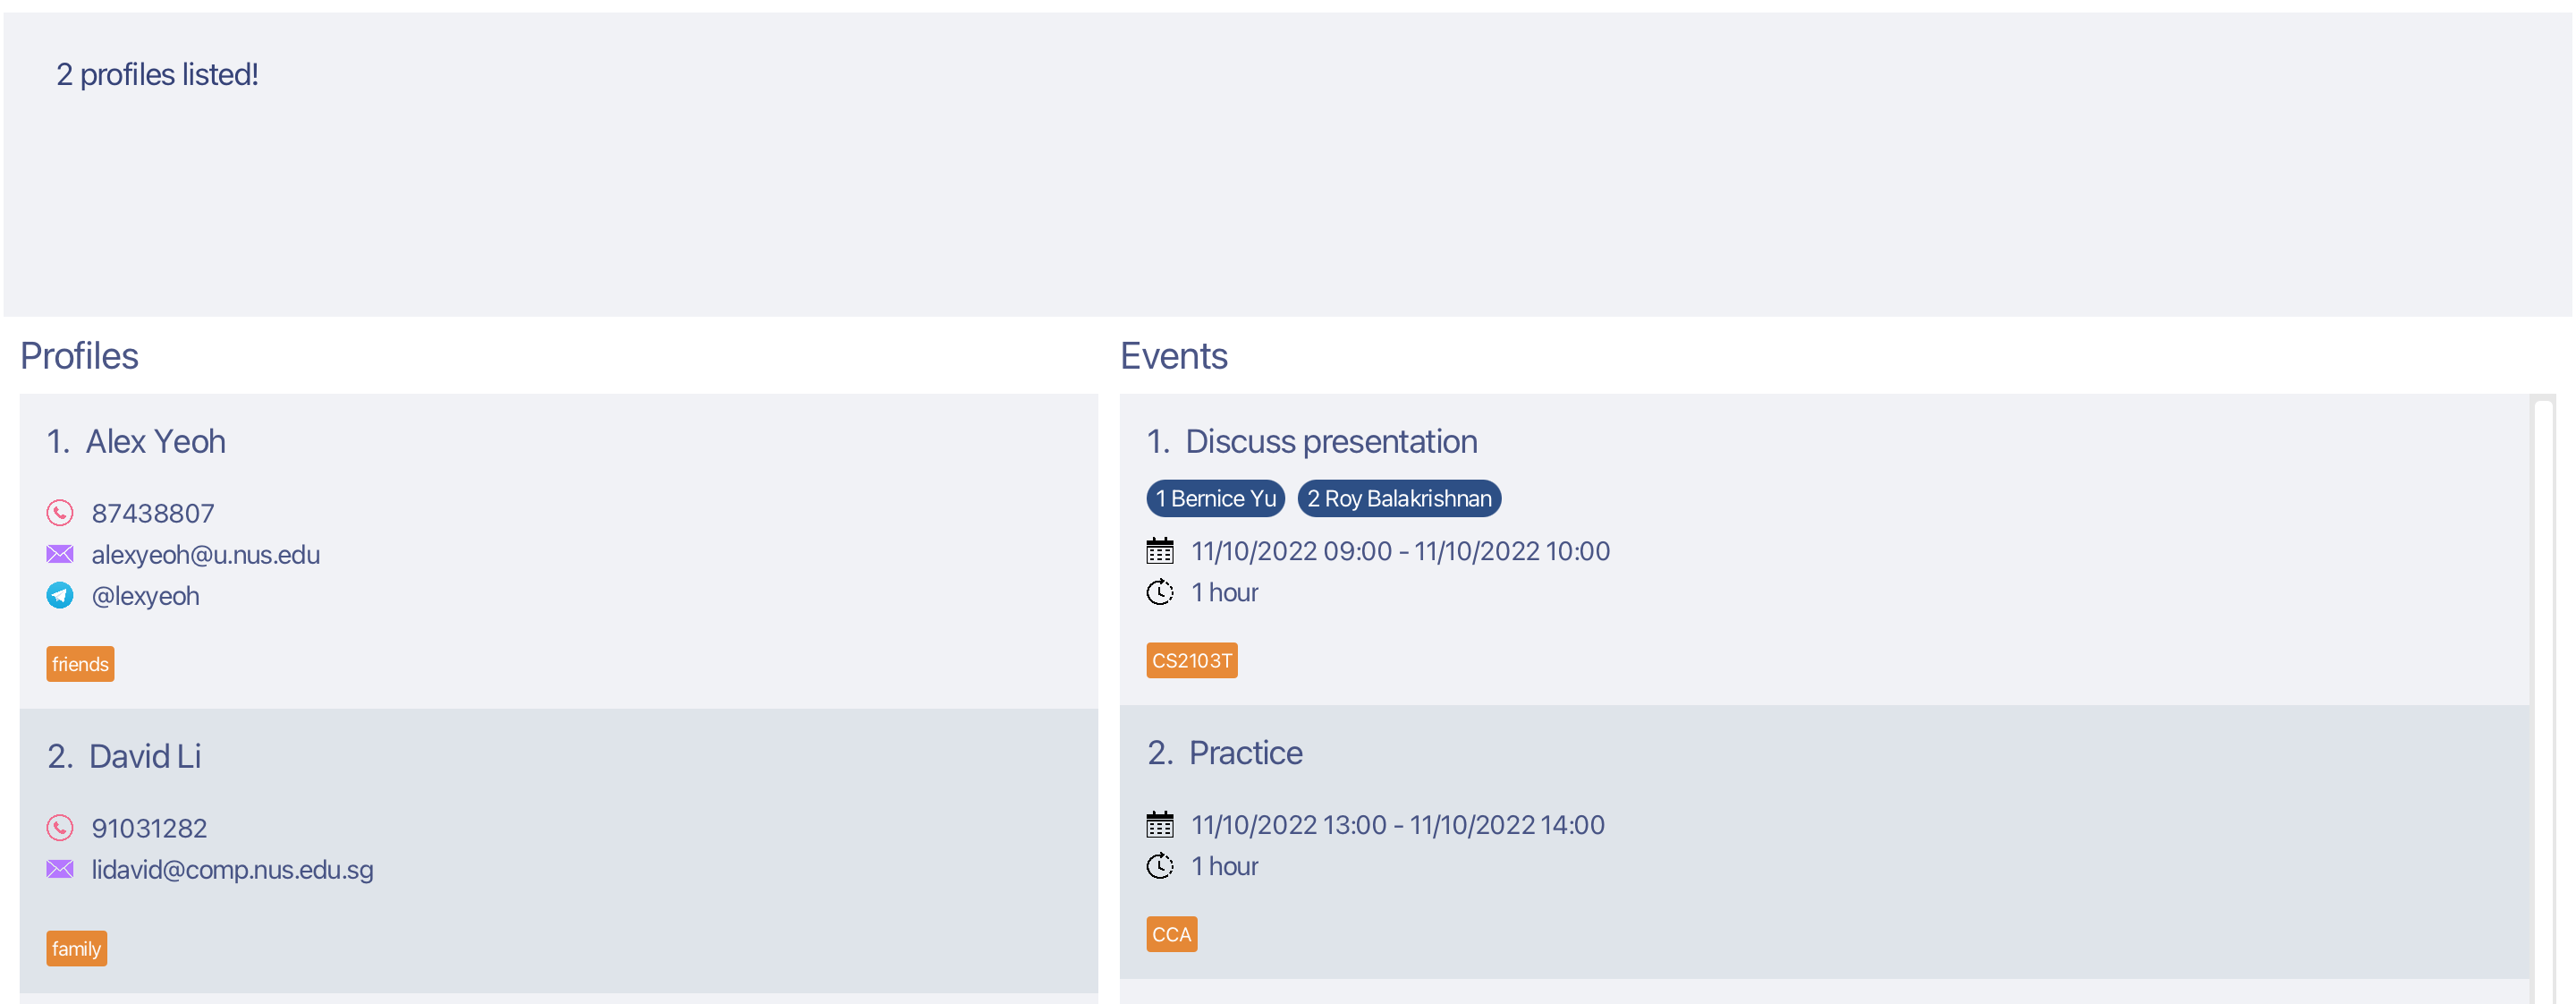 2 profiles listed!
Profiles
1. Alex Yeoh
87438807
alexyeoh@u.nus.edu
@lexyeoh
friends
2. David Li
91031282
lidavid@comp.nus.edu.sg
family
Events
1. Discuss presentation
1 Bernice Yu 2 Roy Balakrishnan
11/10/2022 09:00 - 11/10/2022 10:00
1 hour
CS2103T
2. Practice
11/10/2022 13:00 - 11/10/2022 14:00
1 hour
CCA